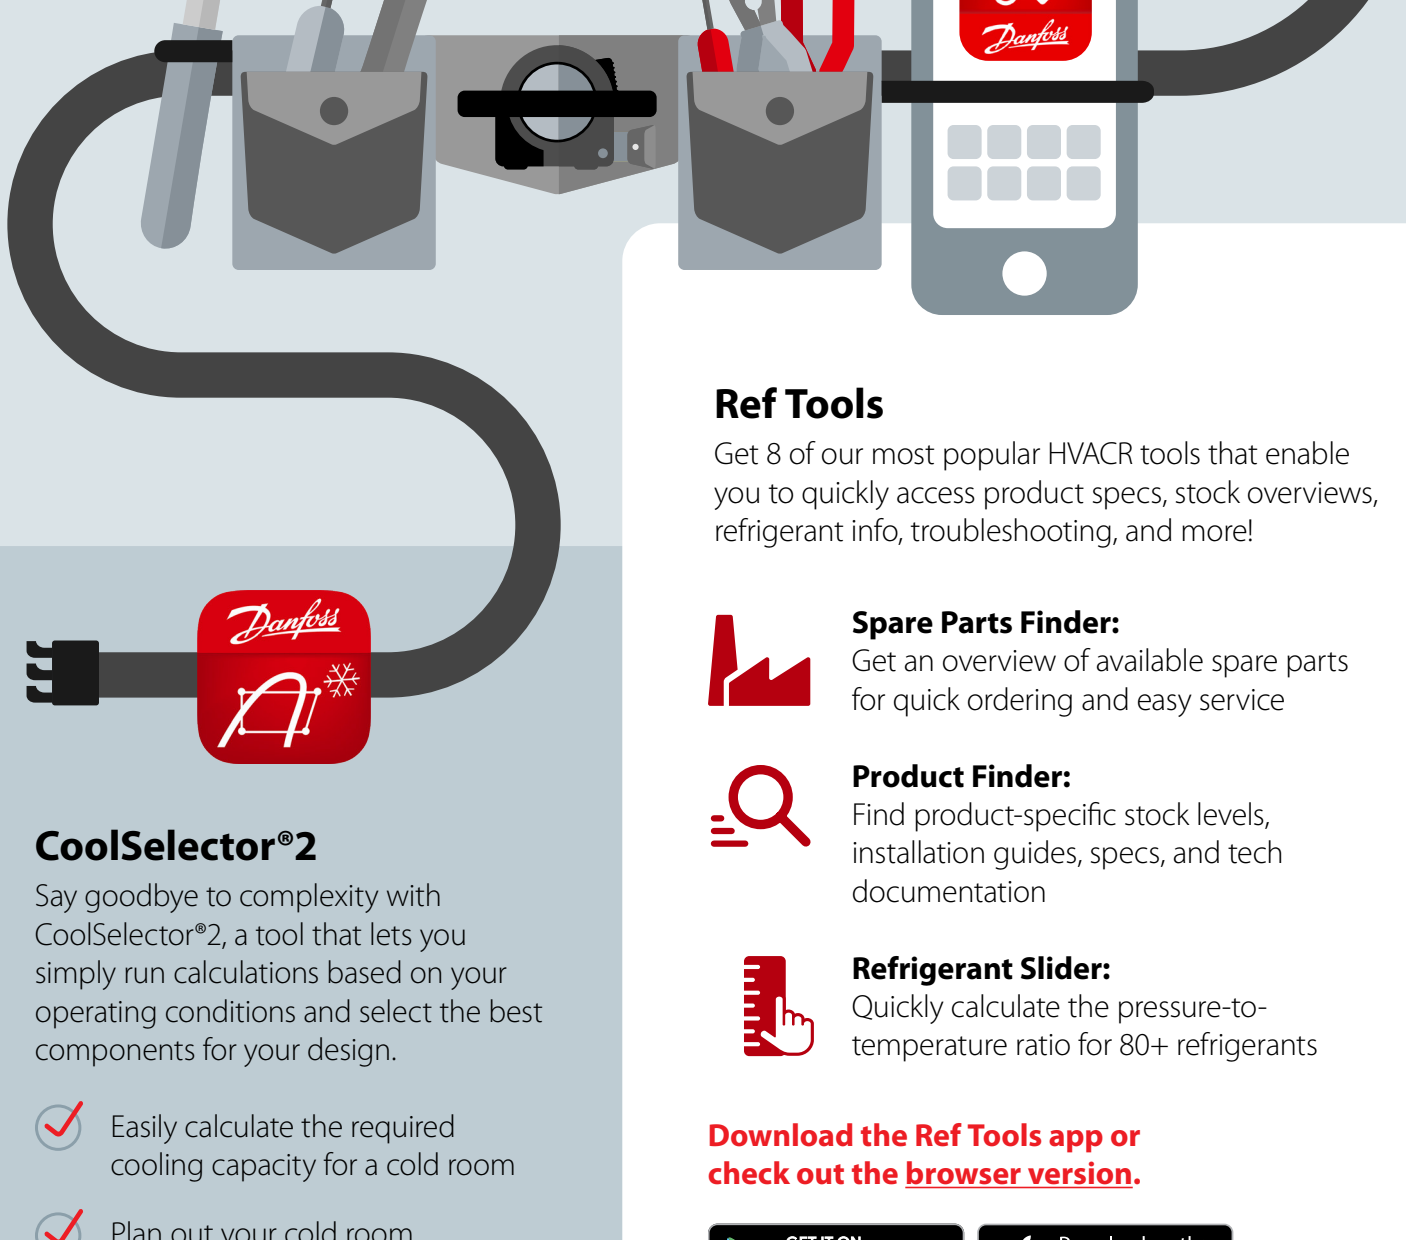 Danfoss
Ref Tools
Get 8 of our most popular HVACR tools that enable
you to quickly access product specs, stock overviews,
refrigerant info, troubleshooting, and more!
Spare Parts Finder:
Get an overview of available spare parts
for quick ordering and easy service
Product Finder:
Find product-specific stock levels,
installation guides, specs, and tech
documentation
Refrigerant Slider:
Quickly calculate the pressure-to-
temperature ratio for 80+ refrigerants
Download the Ref Tools app or
check out the browser version.
GET IT ON
Download on the
Danfoss
CoolSelector®2
Say goodbye to complexity with
CoolSelector®2, a tool that lets you
simply run calculations based on your
operating conditions and select the best
components for your design.
Easily calculate the required
cooling capacity for a cold room
Plan out your cold room